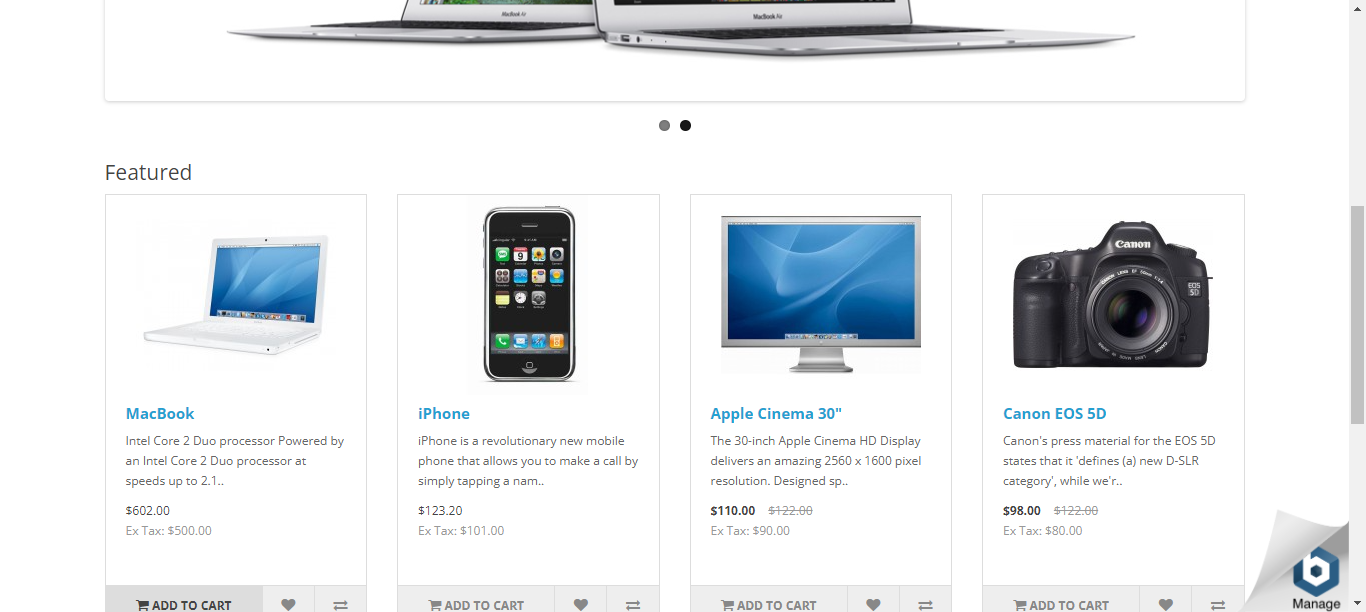 MacBook Air
MacBook Air
Featured
Canon
EOS
5D
MacBook
Intel Core 2 Duo processor Powered by
an Intel Core 2 Duo processor at
speeds up to 2.1..
$602.00
Ex Tax: $500.00
ADD TO CART
iPhone
iPhone is a revolutionary new mobile
phone that allows you to make a call by
simply tapping a nam..
$123.20
Ex Tax: $101.00
ADD TO CART
Apple Cinema 30"
The 30-inch Apple Cinema HD Display
delivers an amazing 2560 x 1600 pixel
resolution. Designed sp..
$110.00 $122.00
Ex Tax: $90.00
ADD TO CART
Canon EOS 5D
Canon's press material for the EOS 5D
states that it 'defines (a) new D-SLR
category', while we'r..
$98.00 $122.00
Ex Tax: $80.00
ADD TO CART
Manage